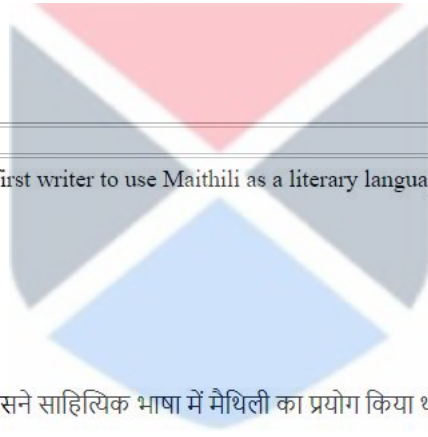 irst writer to use Maithili as a literary langua
सने साहित्यिक भाषा में मैथिली का प्रयोग किया थ